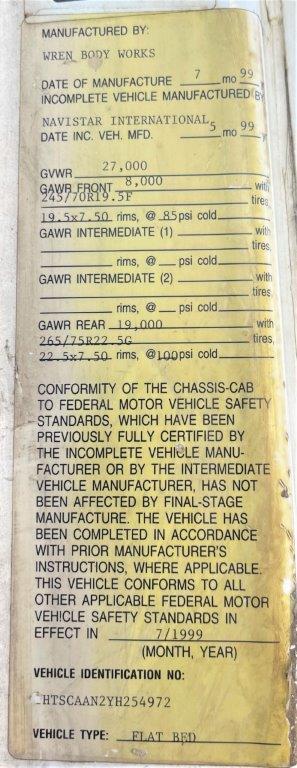 MANUFACTURED BY:
WREN BODY WORKS
DATE OF MANUFACTURE 7 mo 99
INCOMPLETE VEHICLE MANUFACTURED BY
NAVISTAR INTERNATIONAL
DATE INC. VEH. MFD. 5 mo 99
GVWR 27,000
GAWR FRONT 8,000 with
245/70R19.5F tires,
19.5x7.50 rims, @ 85 psi cold
GAWR INTERMEDIATE (1) with
tires,
rims, @ psi cold
GAWR INTERMEDIATE (2) with
tires,
rims, @ psi cold
GAWR REAR 19,000 with
265/75R22.5G tires,
22.5x7.50 rims, @100psi cold
CONFORMITY OF THE CHASSIS-CAB
TO FEDERAL MOTOR VEHICLE SAFETY
STANDARDS, WHICH HAVE BEEN
PREVIOUSLY FULLY CERTIFIED BY
THE INCOMPLETE VEHICLE MANU-
FACTURER OR BY THE INTERMEDIATE
VEHICLE MANUFACTURER, HAS NOT
BEEN AFFECTED BY FINAL-STAGE
MANUFACTURE. THE VEHICLE HAS
BEEN COMPLETED IN ACCORDANCE
WITH PRIOR MANUFACTURER'S
INSTRUCTIONS, WHERE APPLICABLE.
THIS VEHICLE CONFORMS TO ALL
OTHER APPLICABLE FEDERAL MOTOR
VEHICLE SAFETY STANDARDS IN
EFFECT IN 7/1999
(MONTH, YEAR)
VEHICLE IDENTIFICATION NO:
HTSCAAN2YH254972
VEHICLE TYPE: FLAT BED